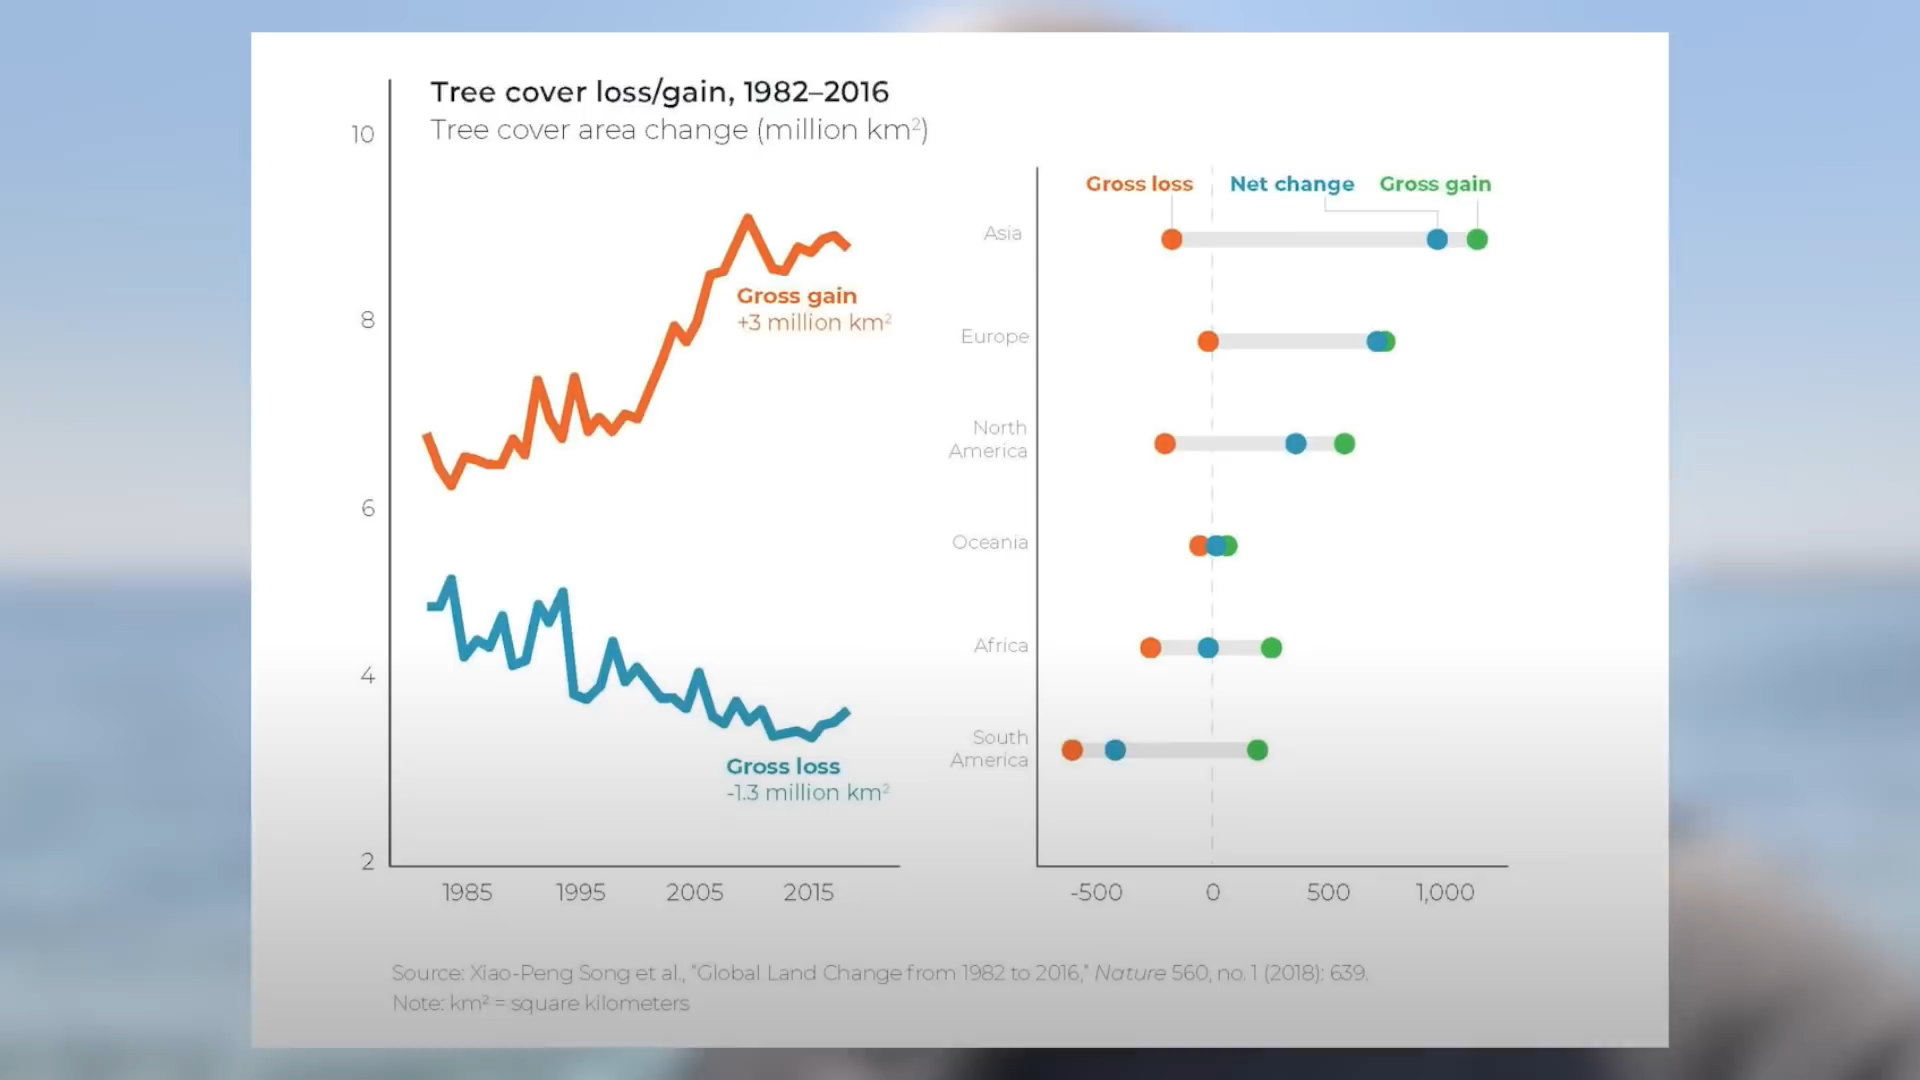 Tree cover loss/gain, 1982–2016
Tree cover area change (million km²)
10
8
6
4
2
Gross gain
+3 million km²
Gross loss
-1.3 million km²
1985 1995 2005 2015
Gross loss Net change Gross gain
Asia
Europe
North
America
Oceania
Africa
South
America
-500 0 500 1,000
Source: Xiao-Peng Song et al., "Global Land Change from 1982 to 2016," Nature 560, no. 1 (2018): 639.
Note: km² = square kilometers